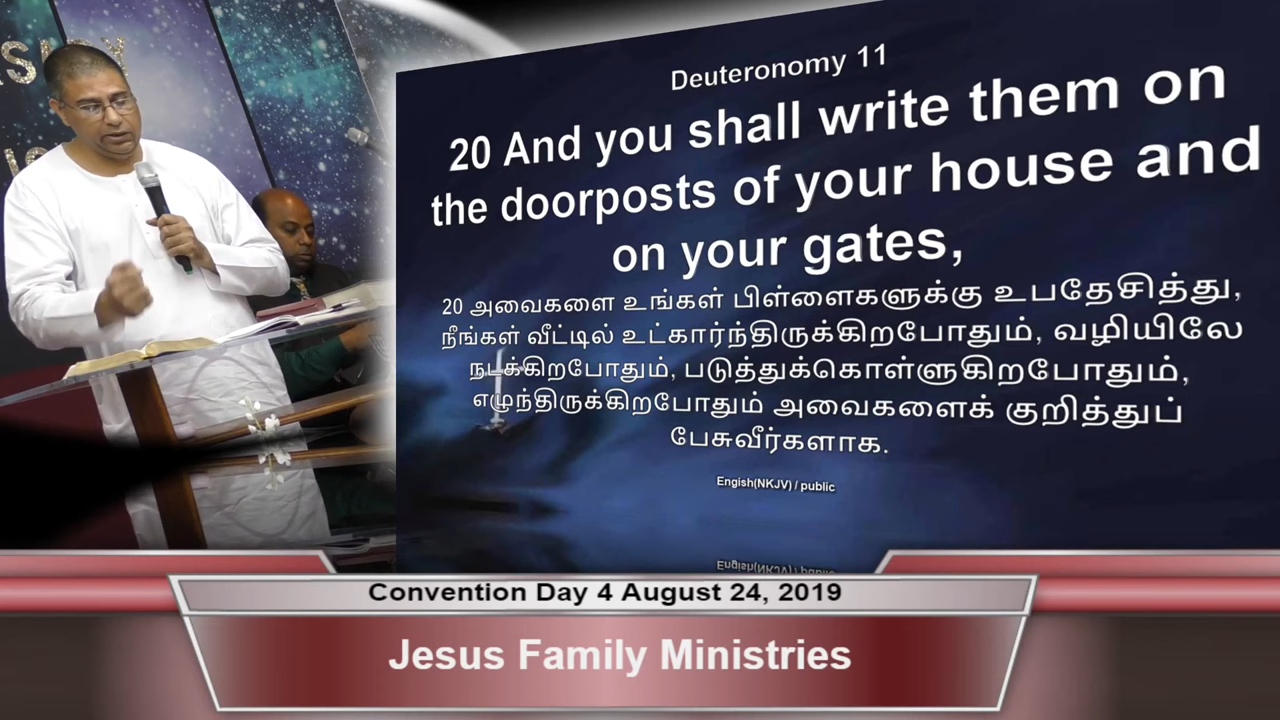 Deuteronomy 11
20 And you shall write them on
the doorposts of your house and
on your gates,
20 அவைகளை உங்கள் பிள்ளைகளுக்கு உபதேசித்து,
நீங்கள் வீட்டில் உட்கார்ந்திருக்கிறபோதும், வழியிலே
நடக்கிறபோதும், படுத்துக்கொள்ளுகிறபோதும்,
எழுந்திருக்கிறபோதும் அவைகளைக் குறித்துப்
பேசுவீர்களாக.
Engish(NKJV) / public
Convention Day 4 August 24, 2019
Jesus Family Ministries